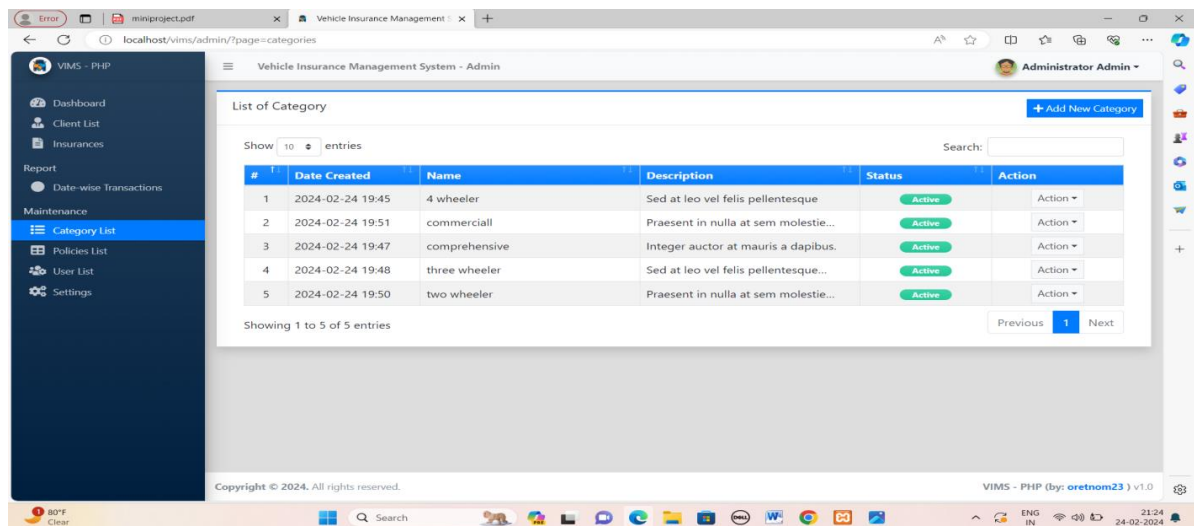 Error miniproject.pdf Vehicle Insurance Management S
localhost/vims/admin/?page=categories
VIMS - PHP
Vehicle Insurance Management System - Admin
Administrator Admin
Dashboard
Client List
Insurances
Report
Date-wise Transactions
Maintenance
Category List
Policies List
User List
Settings
List of Category
Add New Category
Show 10 entries
Search:
# Date Created Name Description Status Action
1 2024-02-24 19:45 4 wheeler Sed at leo vel felis pellentesque Active Action
2 2024-02-24 19:51 commerciall Praesent in nulla at sem molestie... Active Action
3 2024-02-24 19:47 comprehensive Integer auctor at mauris a dapibus. Active Action
4 2024-02-24 19:48 three wheeler Sed at leo vel felis pellentesque... Active Action
5 2024-02-24 19:50 two wheeler Praesent in nulla at sem molestie... Active Action
Showing 1 to 5 of 5 entries
Previous 1 Next
Copyright © 2024. All rights reserved.
VIMS - PHP (by: oretnom23 ) v1.0
1 80°F
Clear
Search
DELL
ENG
IN
21:24
24-02-2024